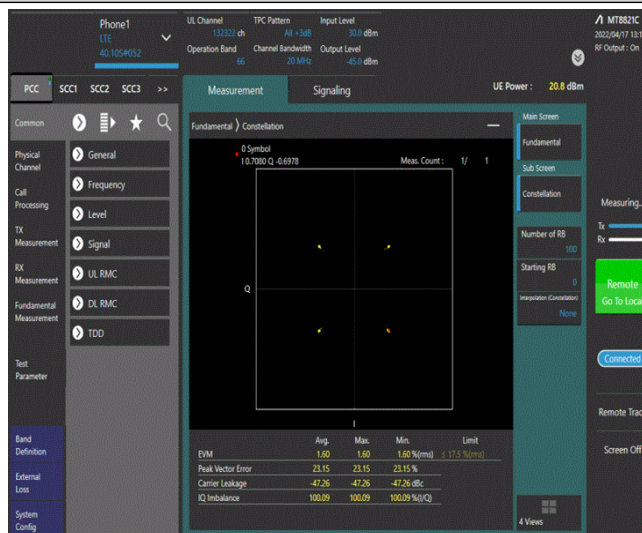 Phone1
LTE
40.10S#052
UL Channel
132322 ch
TPC Pattern
All +3dB
Input Level
30.0 dBm
Operation Band
66
Channel Bandwidth
20 MHz
Output Level
-45.0 dBm
MT8821C
2022/04/17 13:1
RF Output : On
PCC SCC1 SCC2 SCC3 >>
Measurement
Signaling
UE Power : 20.8 dBm
Common
Physical
Channel
Call
Processing
TX
Measurement
RX
Measurement
Fundamental
Measurement
Test
Parameter
Band
Definition
External
Loss
System
Config
General
Frequency
Level
Signal
UL RMC
DL RMC
TDD
Fundamental 〉 Constellation
0 Symbol
I 0.7080 Q -0.6978
Meas. Count : 1/ 1
Q
I
Avg. Max. Min. Limit
EVM 1.60 1.60 1.60 %(rms) ≤ 17.5 %(rms)
Peak Vector Error 23.15 23.15 23.15 %
Carrier Leakage -47.26 -47.26 -47.26 dBc
IQ Imbalance 100.09 100.09 100.09 %(I/Q)
Main Screen
Fundamental
Sub Screen
Constellation
Number of RB
100
Starting RB
0
Interpolation (Constellation)
None
4 Views
Measuring..
Tx
Rx
Remote
Go To Local
Connected
Remote Trac
Screen Off